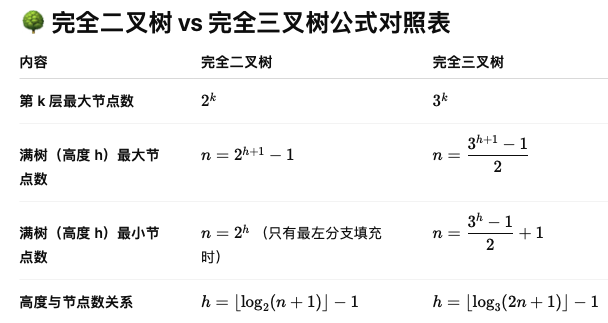 🌳 完全二叉树 vs 完全三叉树公式对照表
内容 完全二叉树 完全三叉树
第 k 层最大节点数 2^k 3^k
满树（高度 h）最大节点数 n = 2^{h+1} − 1 n = \frac{3^{h+1} − 1}{2}
满树（高度 h）最小节点数 n = 2^h （只有最左分支填充时） n = \frac{3^h − 1}{2} + 1
高度与节点数关系 h = ⌊log_2(n + 1)⌋ − 1 h = ⌊log_3(2n + 1)⌋ − 1